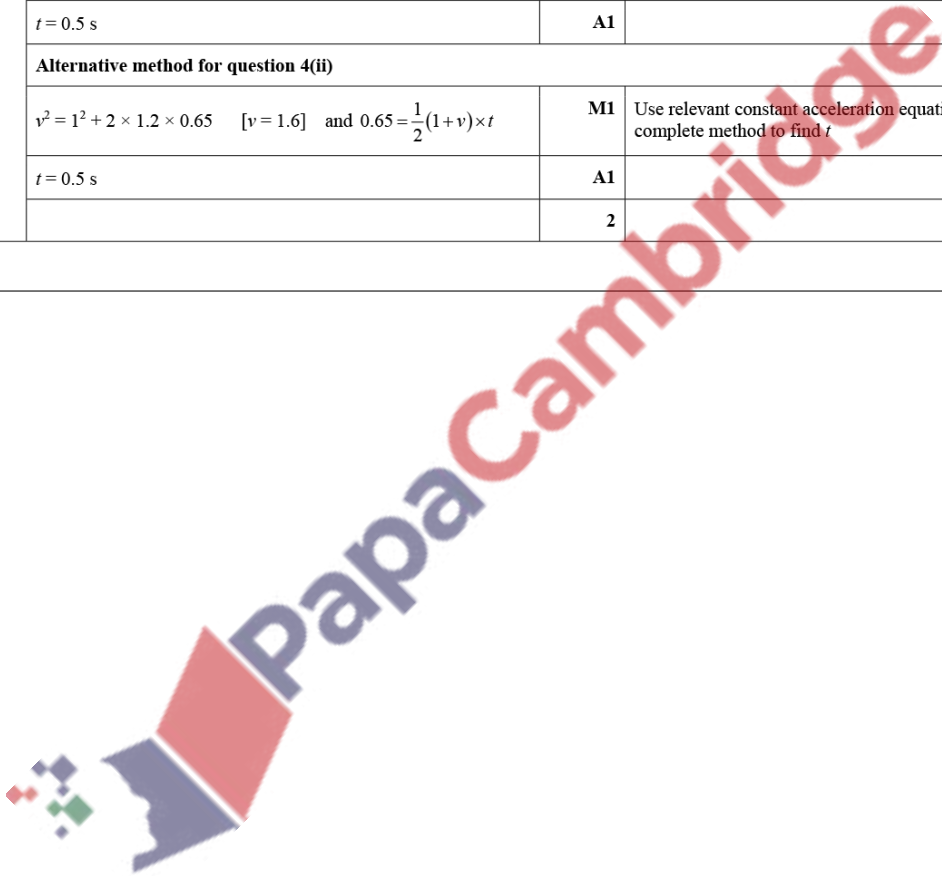 t = 0.5 s A1
Alternative method for question 4(ii)
v² = 1² + 2 × 1.2 × 0.65 [v = 1.6] and 0.65 = 1/2 (1 + v) × t M1 Use relevant constant acceleration
complete method to find t
t = 0.5 s A1
2
PapaCambridge